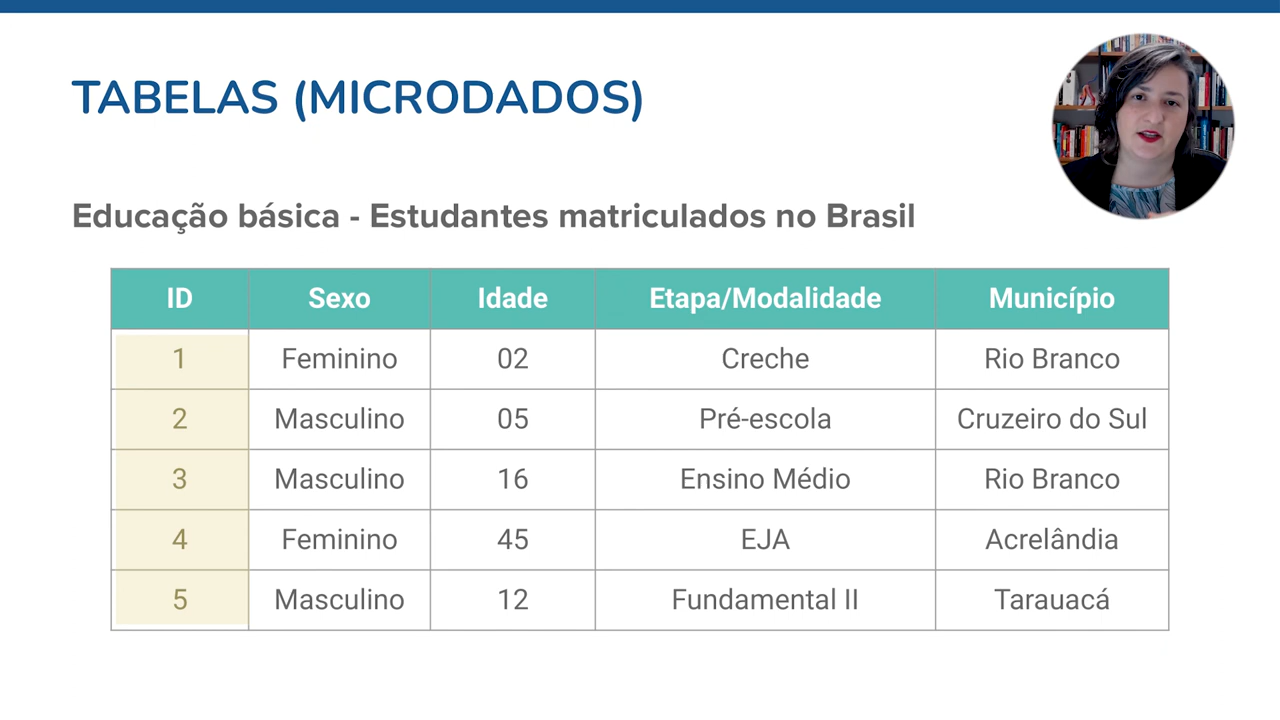 TABELAS (MICRODADOS)
Educação básica - Estudantes matriculados no Brasil
ID Sexo Idade Etapa/Modalidade Município
1 Feminino 02 Creche Rio Branco
2 Masculino 05 Pré-escola Cruzeiro do Sul
3 Masculino 16 Ensino Médio Rio Branco
4 Feminino 45 EJA Acrelândia
5 Masculino 12 Fundamental II Tarauacá